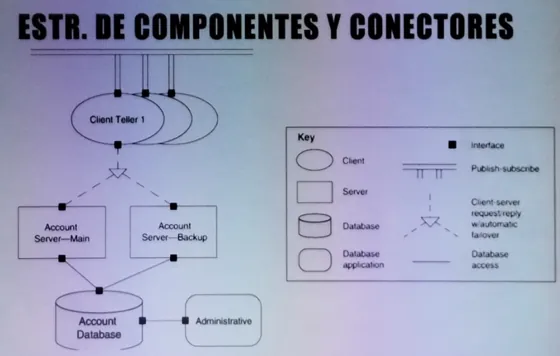 ESTR. DE COMPONENTES Y CONECTORES
Client Teller 1
Account
Server—Main
Account
Server—Backup
Account
Database
Administrative
Key
Client
Server
Database
Database
application
Interface
Publish-subscribe
Client-server
request/reply
w/automatic
failover
Database
access